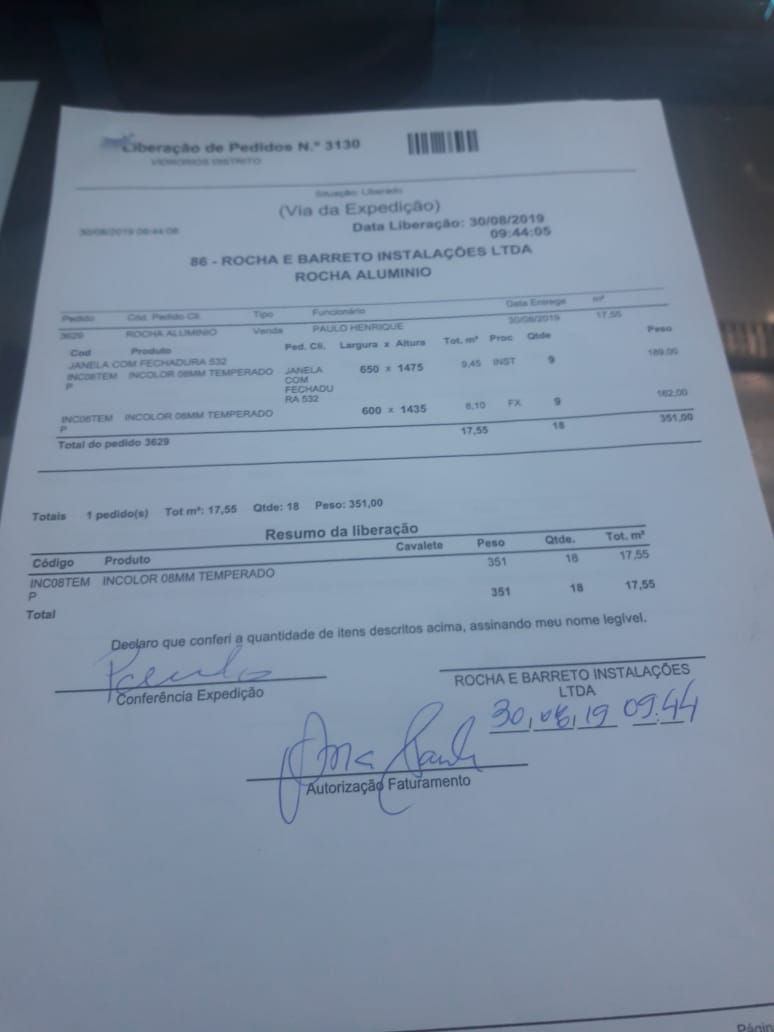 Liberação de Pedidos N.º 3130
VIDRORIOS DISTRITO
Situação: Liberado
(Via da Expedição)
30/08/2019 09:44:08 Data Liberação: 30/08/2019
09:44:05
86 - ROCHA E BARRETO INSTALAÇÕES LTDA
ROCHA ALUMINIO
Pedido Cód. Pedido Cli. Tipo Funcionário Data Entrega m²
3629 ROCHA ALUMINIO Venda PAULO HENRIQUE 30/08/2019 17,55
Cod Produto Ped. Cli. Largura x Altura Tot. m² Proc Qtde Peso
JANELA COM FECHADURA 532
INC08TEM INCOLOR 08MM TEMPERADO JANELA 650 x 1475 9,45 INST 9 189,00
P COM
FECHADU
RA 532
INC08TEM INCOLOR 08MM TEMPERADO 600 x 1435 8,10 FX 9 162,00
P
Total do pedido 3629 17,55 18 351,00
Totais 1 pedido(s) Tot m²: 17,55 Qtde: 18 Peso: 351,00
Resumo da liberação
Código Produto Cavalete Peso Qtde. Tot. m²
INC08TEM INCOLOR 08MM TEMPERADO 351 18 17,55
P
Total 351 18 17,55
Declaro que conferi a quantidade de itens descritos acima, assinando meu nome legível.
Paulo
Conferência Expedição
ROCHA E BARRETO INSTALAÇÕES
LTDA
30,08,19 09:44
Ana
Autorização Faturamento